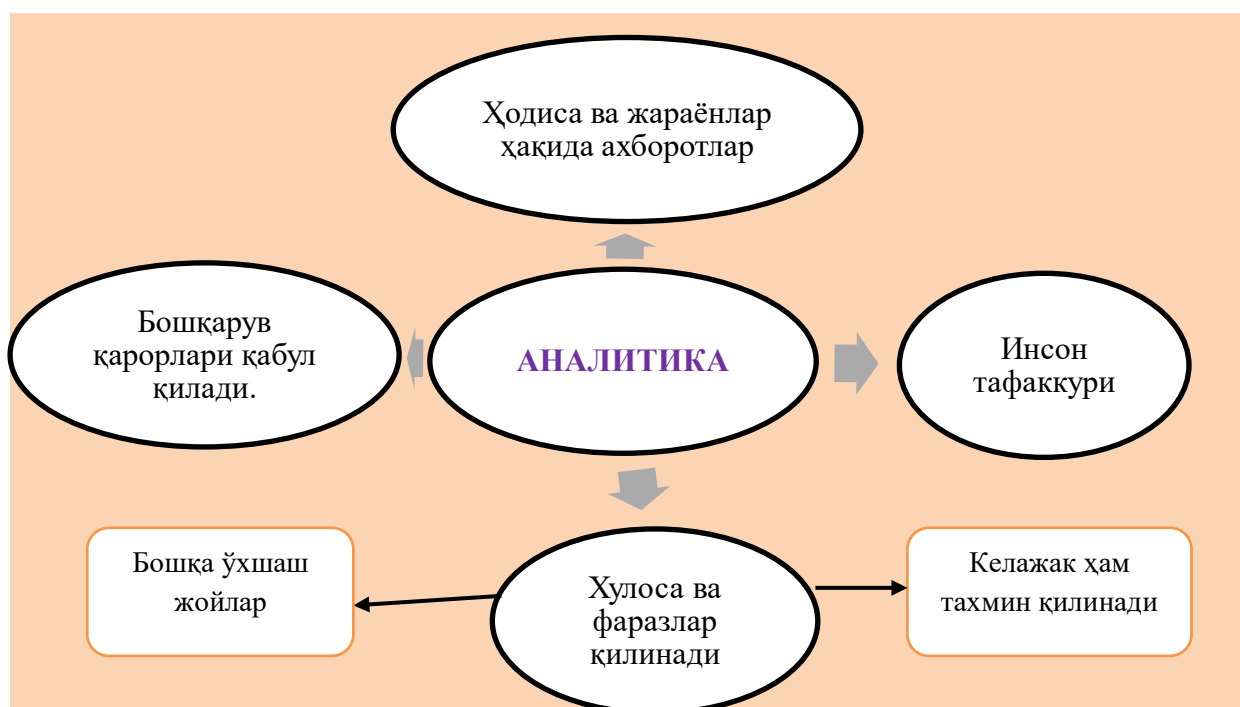 Ҳодиса ва жараёнлар
ҳақида ахборотлар
Бошқарув
қарорлари қабул
қилади.
АНАЛИТИКА
Инсон
тафаккури
Бошқа ўхшаш
жойлар
Хулоса ва
фаразлар
қилинади
Келажак ҳам
тахмин қилинади